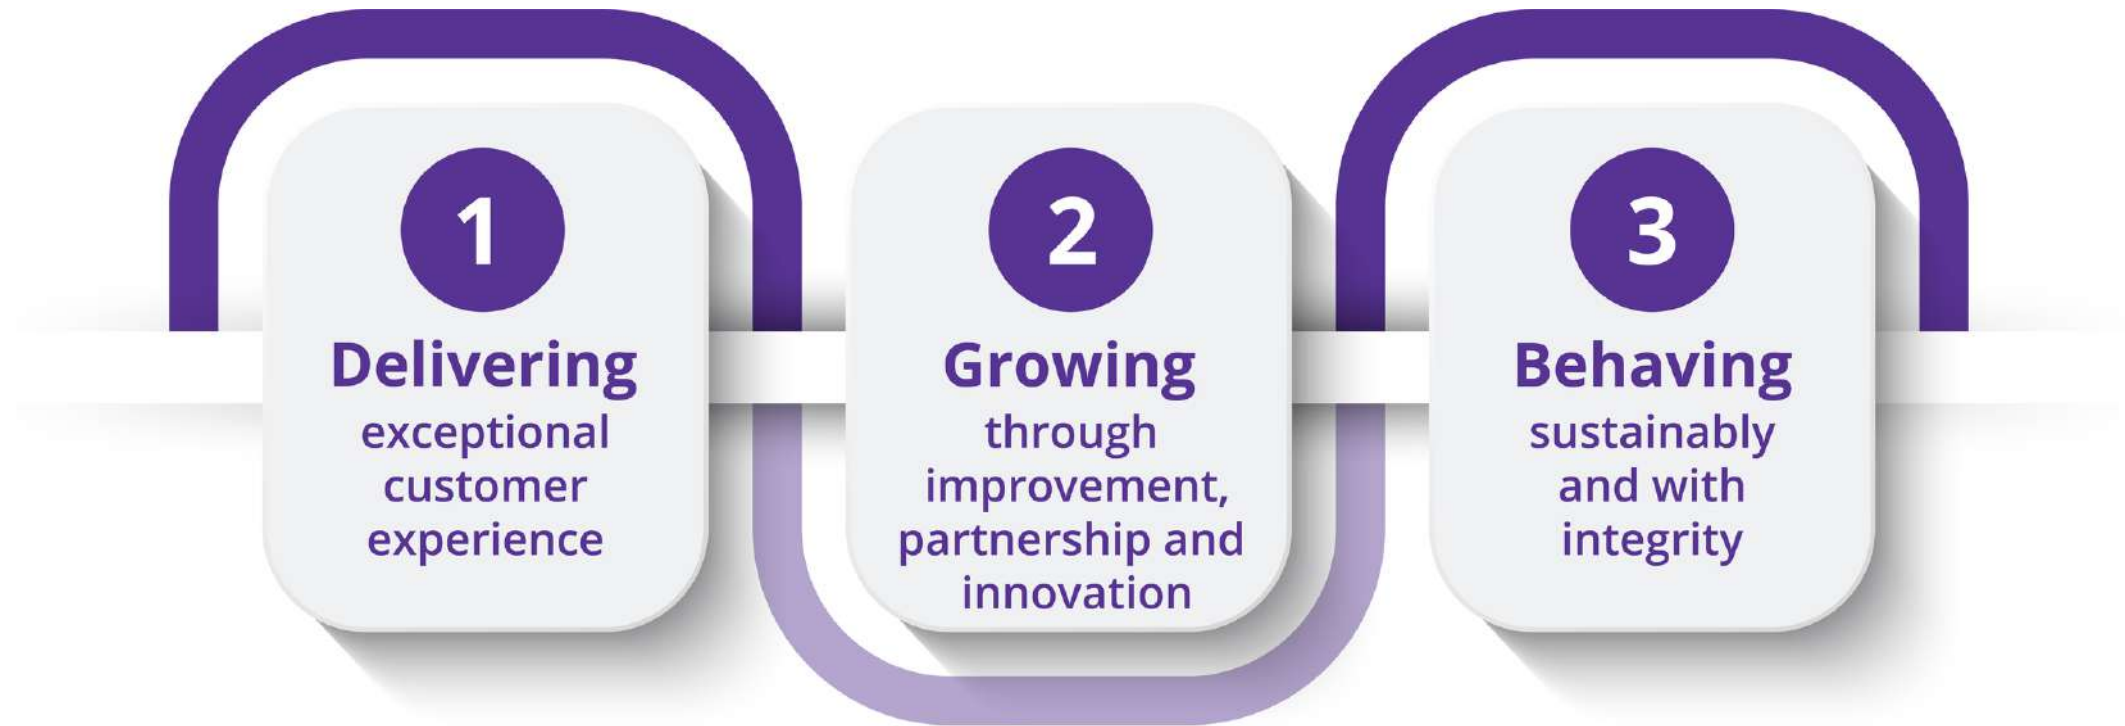 1
Delivering
exceptional
customer
experience
2
Growing
through
improvement,
partnership and
innovation
3
Behaving
sustainably
and with
integrity